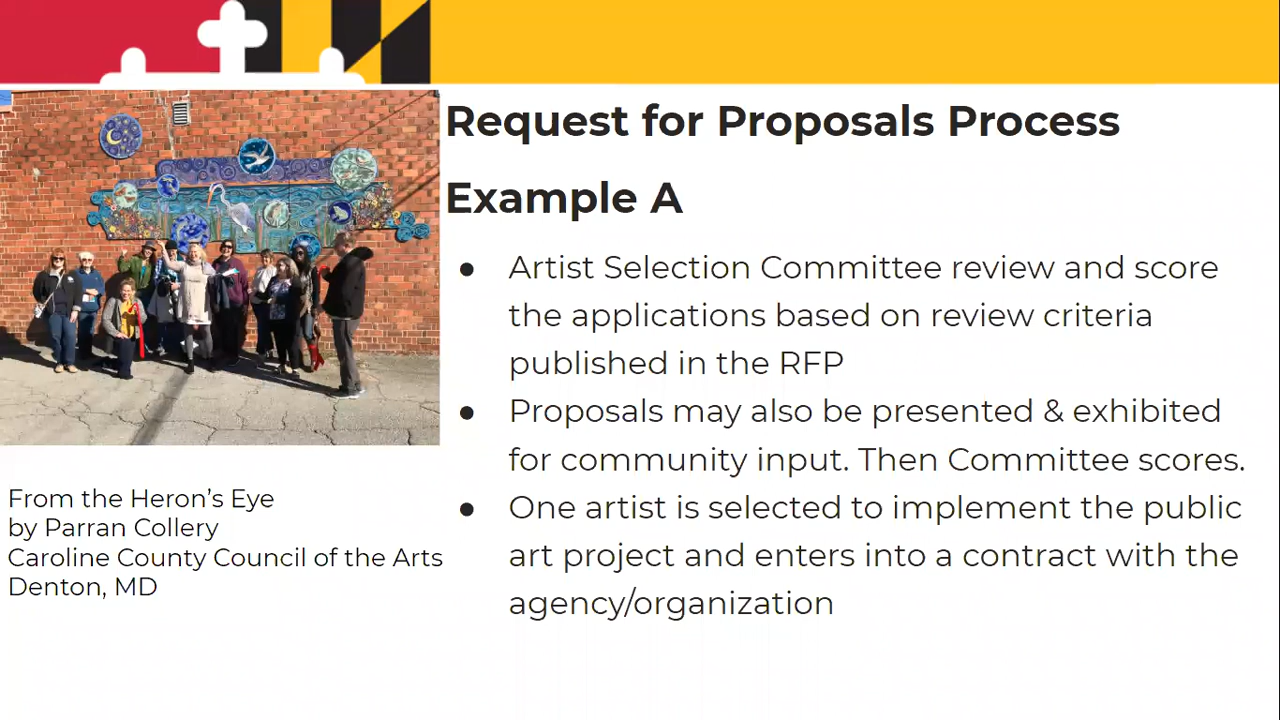 Request for Proposals Process
Example A
● Artist Selection Committee review and score
the applications based on review criteria
published in the RFP
● Proposals may also be presented & exhibited
for community input. Then Committee scores.
● One artist is selected to implement the public
art project and enters into a contract with the
agency/organization
From the Heron’s Eye
by Parran Collery
Caroline County Council of the Arts
Denton, MD